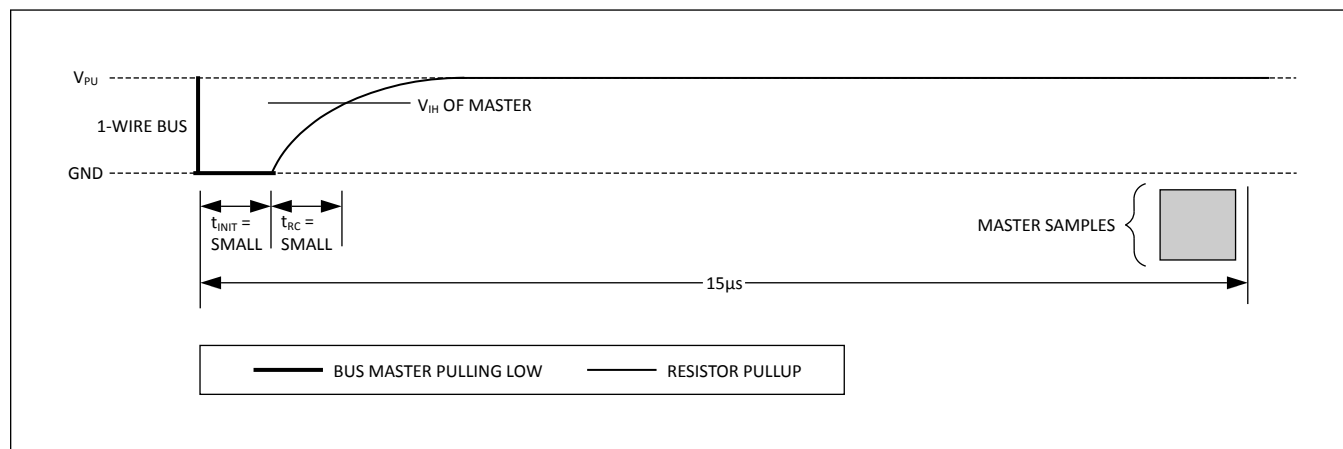 VPU
VIH OF MASTER
1-WIRE BUS
GND
tINIT =
SMALL
tRC =
SMALL
MASTER SAMPLES
15µs
BUS MASTER PULLING LOW
RESISTOR PULLUP